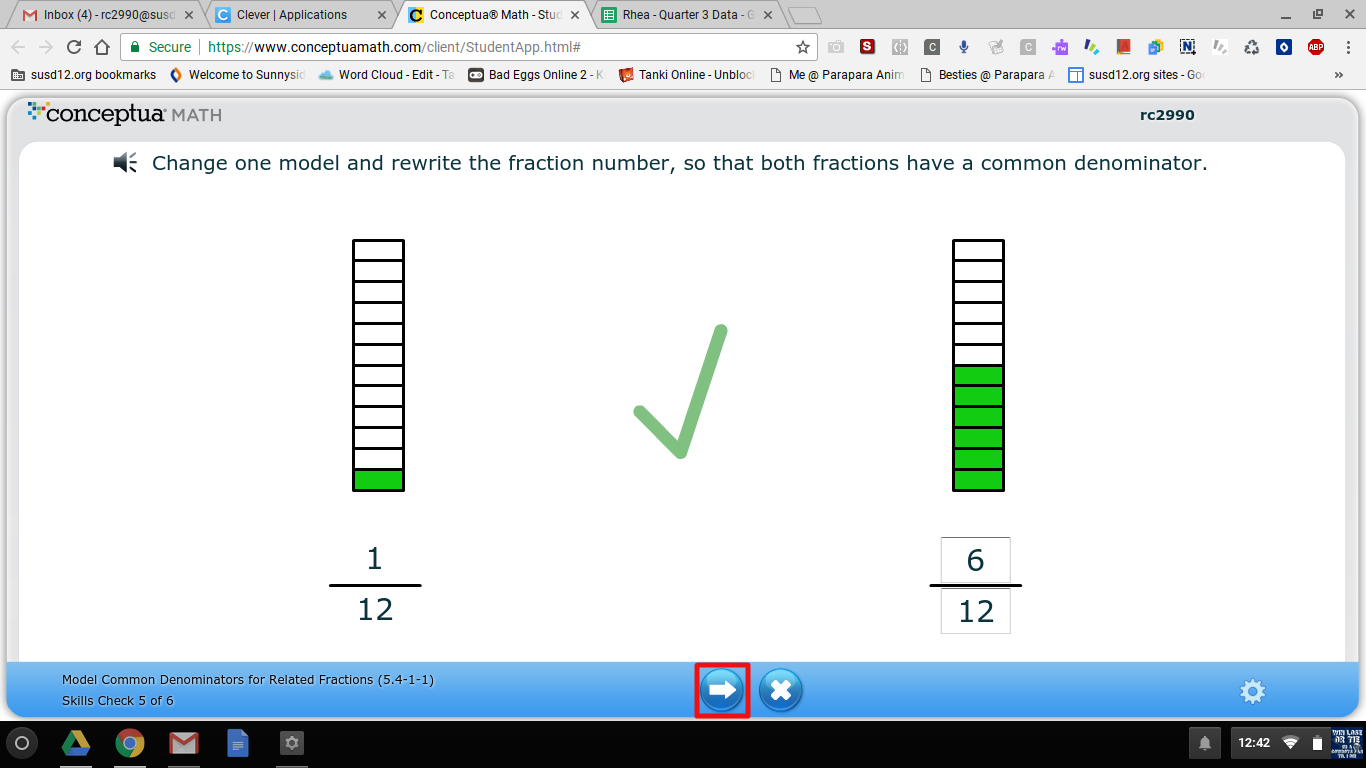 Inbox (4) - rc2990@susd
Clever | Applications
Conceptua® Math - Stud
Rhea - Quarter 3 Data - G
Secure
https://www.conceptuamath.com/client/StudentApp.html#
susd12.org bookmarks
Welcome to Sunnysid
Word Cloud - Edit - Ta
Bad Eggs Online 2 - K
Tanki Online - Unbloc
Me @ Parapara Anim
Besties @ Parapara A
susd12.org sites - Go
conceptua MATH
rc2990
Change one model and rewrite the fraction number, so that both fractions have a common denominator.
1
12
6
12
Model Common Denominators for Related Fractions (5.4-1-1)
Skills Check 5 of 6
12:42